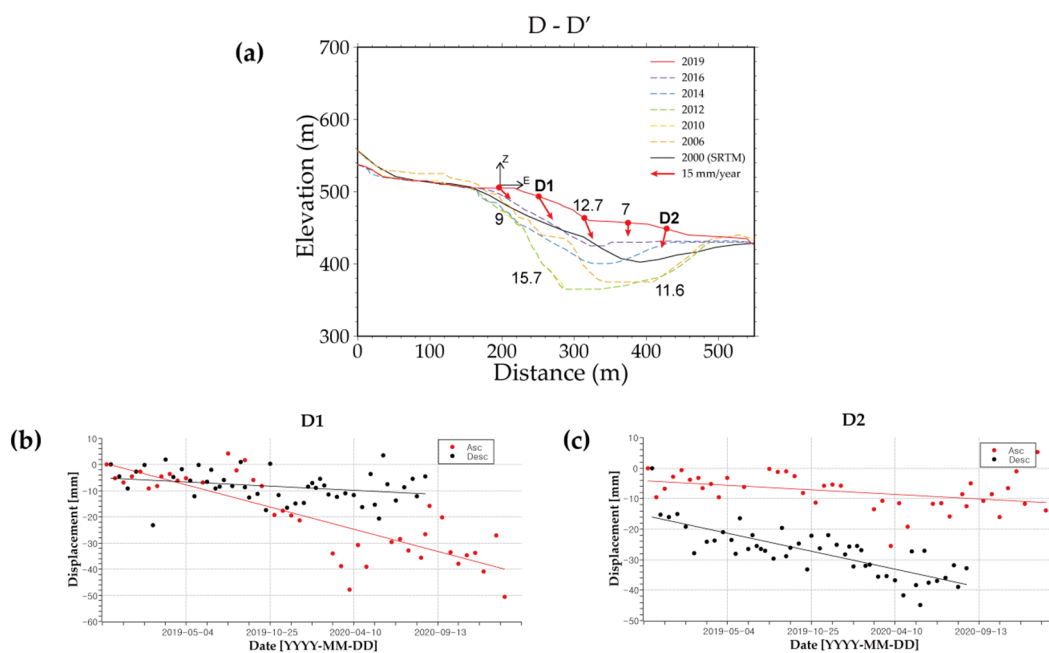 D - D′
(a)
Elevation (m)
700
600
500
400
300
2019
2016
2014
2012
2010
2006
2000 (SRTM)
15 mm/year
Z
E
D1
12.7
7
D2
9
15.7
11.6
0
100
200
300
400
500
Distance (m)
(b)
D1
Displacement [mm]
10
0
−10
−20
−30
−40
−50
−60
Asc
Desc
2019−05−04
2019−10−25
2020−04−10
2020−09−13
Date [YYYY-MM-DD]
(c)
D2
Displacement [mm]
10
0
−10
−20
−30
−40
−50
Asc
Desc
2019−05−04
2019−10−25
2020−04−10
2020−09−13
Date [YYYY-MM-DD]